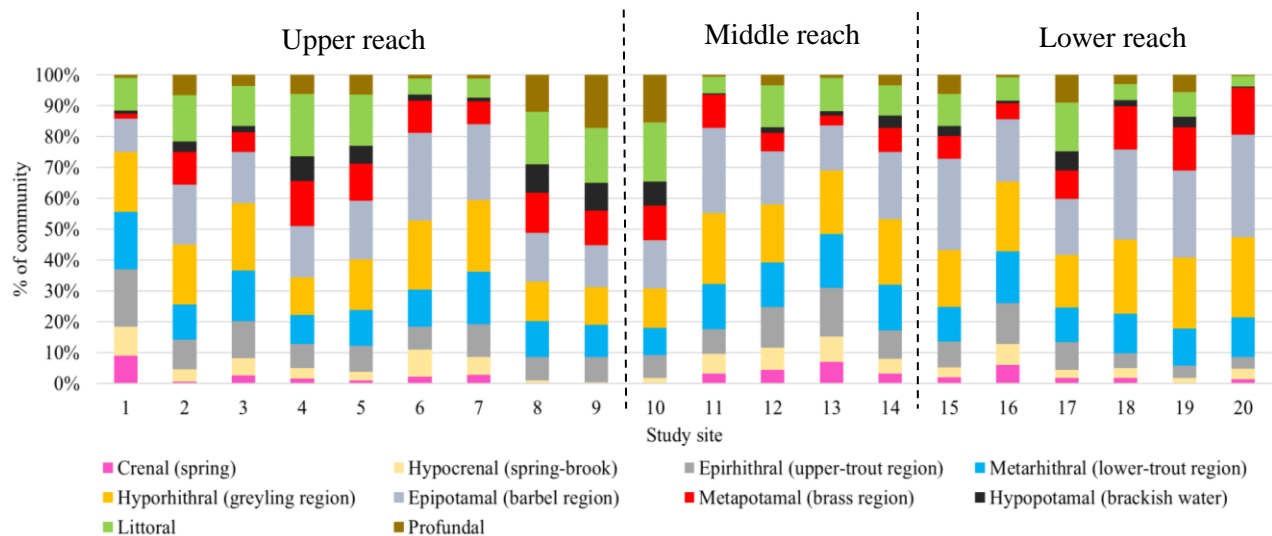 Upper reach Middle reach Lower reach
100%
90%
80%
70%
60%
50%
40%
30%
20%
10%
0%
% of community
1 2 3 4 5 6 7 8 9 10 11 12 13 14 15 16 17 18 19 20
Study site
Crenal (spring) Hypocrenal (spring-brook) Epirhithral (upper-trout region) Metarhithral (lower-trout region)
Hyporhithral (greyling region) Epipotamal (barbel region) Metapotamal (brass region) Hypopotamal (brackish water)
Littoral Profundal